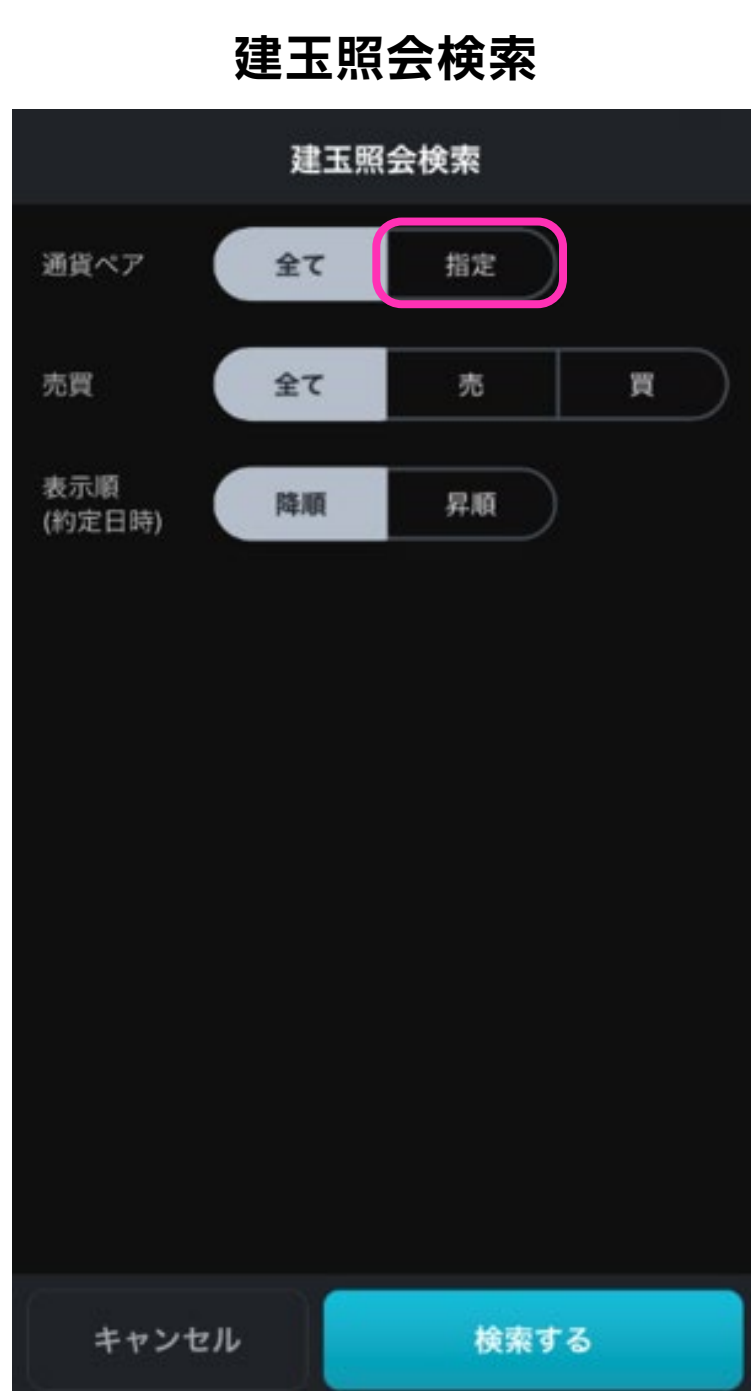 建玉照会検索
建玉照会検索
通貨ペア 全て 指定
売買 全て 売 買
表示順
(約定日時) 降順 昇順
キャンセル 検索する